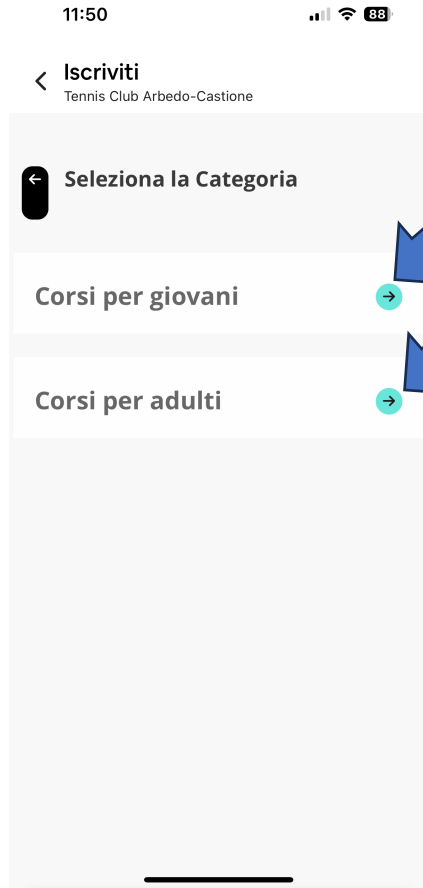 11:50
88
Iscriviti
Tennis Club Arbedo-Castione
Seleziona la Categoria
Corsi per giovani
Corsi per adulti